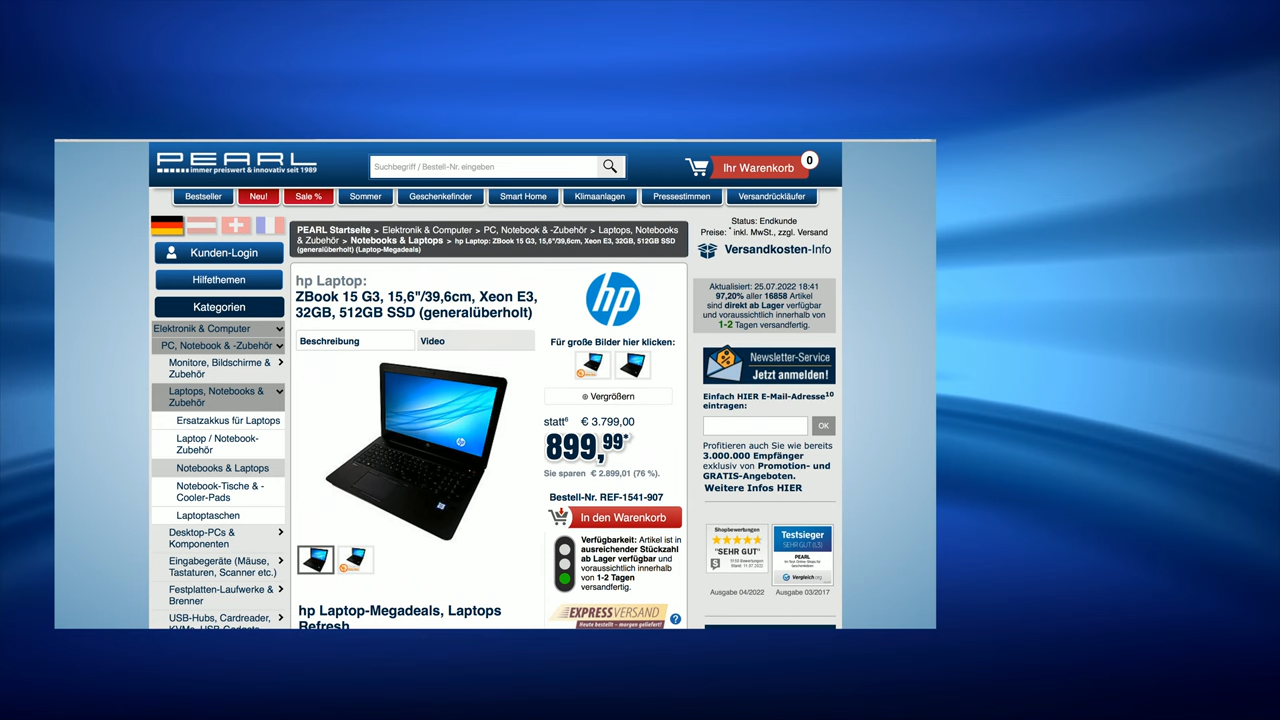 PEARL
immer preiswert & innovativ seit 1989
Suchbegriff / Bestell-Nr. eingeben
Ihr Warenkorb
0
Bestseller
Neu!
Sale %
Sommer
Geschenkefinder
Smart Home
Klimaanlagen
Pressestimmen
Versandrückläufer
Kunden-Login
Hilfethemen
Kategorien
Elektronik & Computer
PC, Notebook & -Zubehör
Monitore, Bildschirme &
Zubehör
Laptops, Notebooks &
Zubehör
Ersatzakkus für Laptops
Laptop / Notebook-
Zubehör
Notebooks & Laptops
Notebook-Tische & -
Cooler-Pads
Laptoptaschen
Desktop-PCs &
Komponenten
Eingabegeräte (Mäuse,
Tastaturen, Scanner etc.)
Festplatten-Laufwerke &
Brenner
USB-Hubs, Cardreader,
KVMs, USB-Gadgets
PEARL Startseite > Elektronik & Computer > PC, Notebook & -Zubehör > Laptops, Notebooks
& Zubehör > Notebooks & Laptops > hp Laptop: ZBook 15 G3, 15,6"/39,6cm, Xeon E3, 32GB, 512GB SSD
(generalüberholt) (Laptop-Megadeals)
hp Laptop:
ZBook 15 G3, 15,6"/39,6cm, Xeon E3,
32GB, 512GB SSD (generalüberholt)
Beschreibung
Video
hp
hp Laptop-Megadeals, Laptops
Refresh
hp
Für große Bilder hier klicken:
Vergrößern
statt6 € 3.799,00
899,99*
Sie sparen € 2.899,01 (76 %).
Bestell-Nr. REF-1541-907
In den Warenkorb
Verfügbarkeit: Artikel ist in
ausreichender Stückzahl
ab Lager verfügbar und
voraussichtlich innerhalb
von 1-2 Tagen
versandfertig.
EXPRESSVERSAND
Heute bestellt – morgen geliefert!
?
Status: Endkunde
Preise: * inkl. MwSt., zzgl. Versand
Versandkosten-Info
Aktualisiert: 25.07.2022 18:41
97,20% aller 16858 Artikel
sind direkt ab Lager verfügbar
und voraussichtlich innerhalb von
1-2 Tagen versandfertig.
Newsletter-Service
Jetzt anmelden!
Einfach HIER E-Mail-Adresse10
eintragen:
OK
Profitieren auch Sie wie bereits
3.000.000 Empfänger
exklusiv von Promotion- und
GRATIS-Angeboten.
Weitere Infos HIER
Shopbewertungen
"SEHR GUT"
Ausgabe 04/2022
Testsieger
SEHR GUT (1,3)
PEARL
Vergleich.org
Ausgabe 03/2017